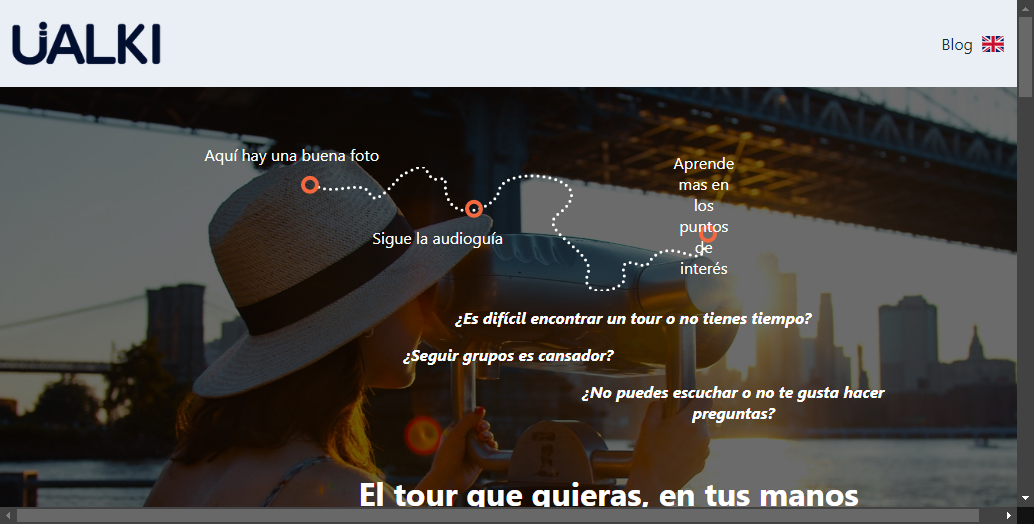 UALKI
Blog
Aquí hay una buena foto
Sigue la audioguía
Aprende
mas en
los
puntos
de
interés
¿Es difícil encontrar un tour o no tienes tiempo?
¿Seguir grupos es cansador?
¿No puedes escuchar o no te gusta hacer
preguntas?
El tour que quieras, en tus manos